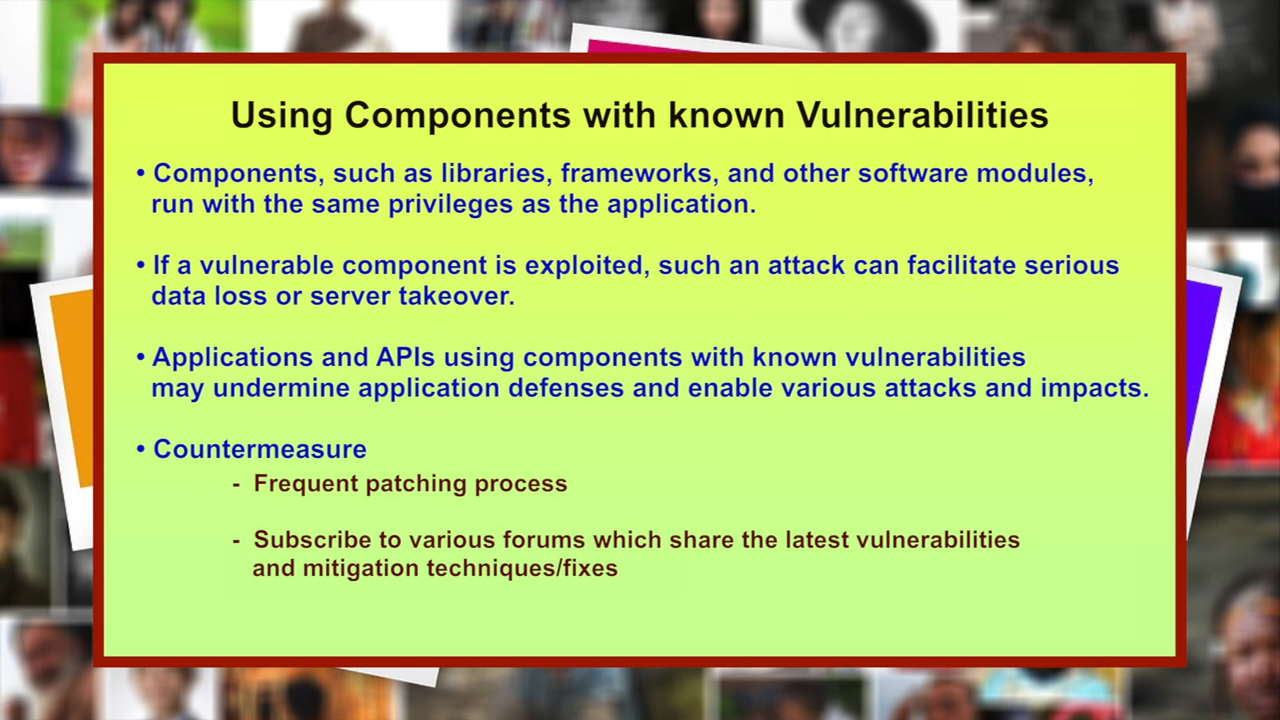 Using Components with known Vulnerabilities
• Components, such as libraries, frameworks, and other software modules,
run with the same privileges as the application.
• If a vulnerable component is exploited, such an attack can facilitate serious
data loss or server takeover.
• Applications and APIs using components with known vulnerabilities
may undermine application defenses and enable various attacks and impacts.
• Countermeasure
- Frequent patching process
- Subscribe to various forums which share the latest vulnerabilities
and mitigation techniques/fixes